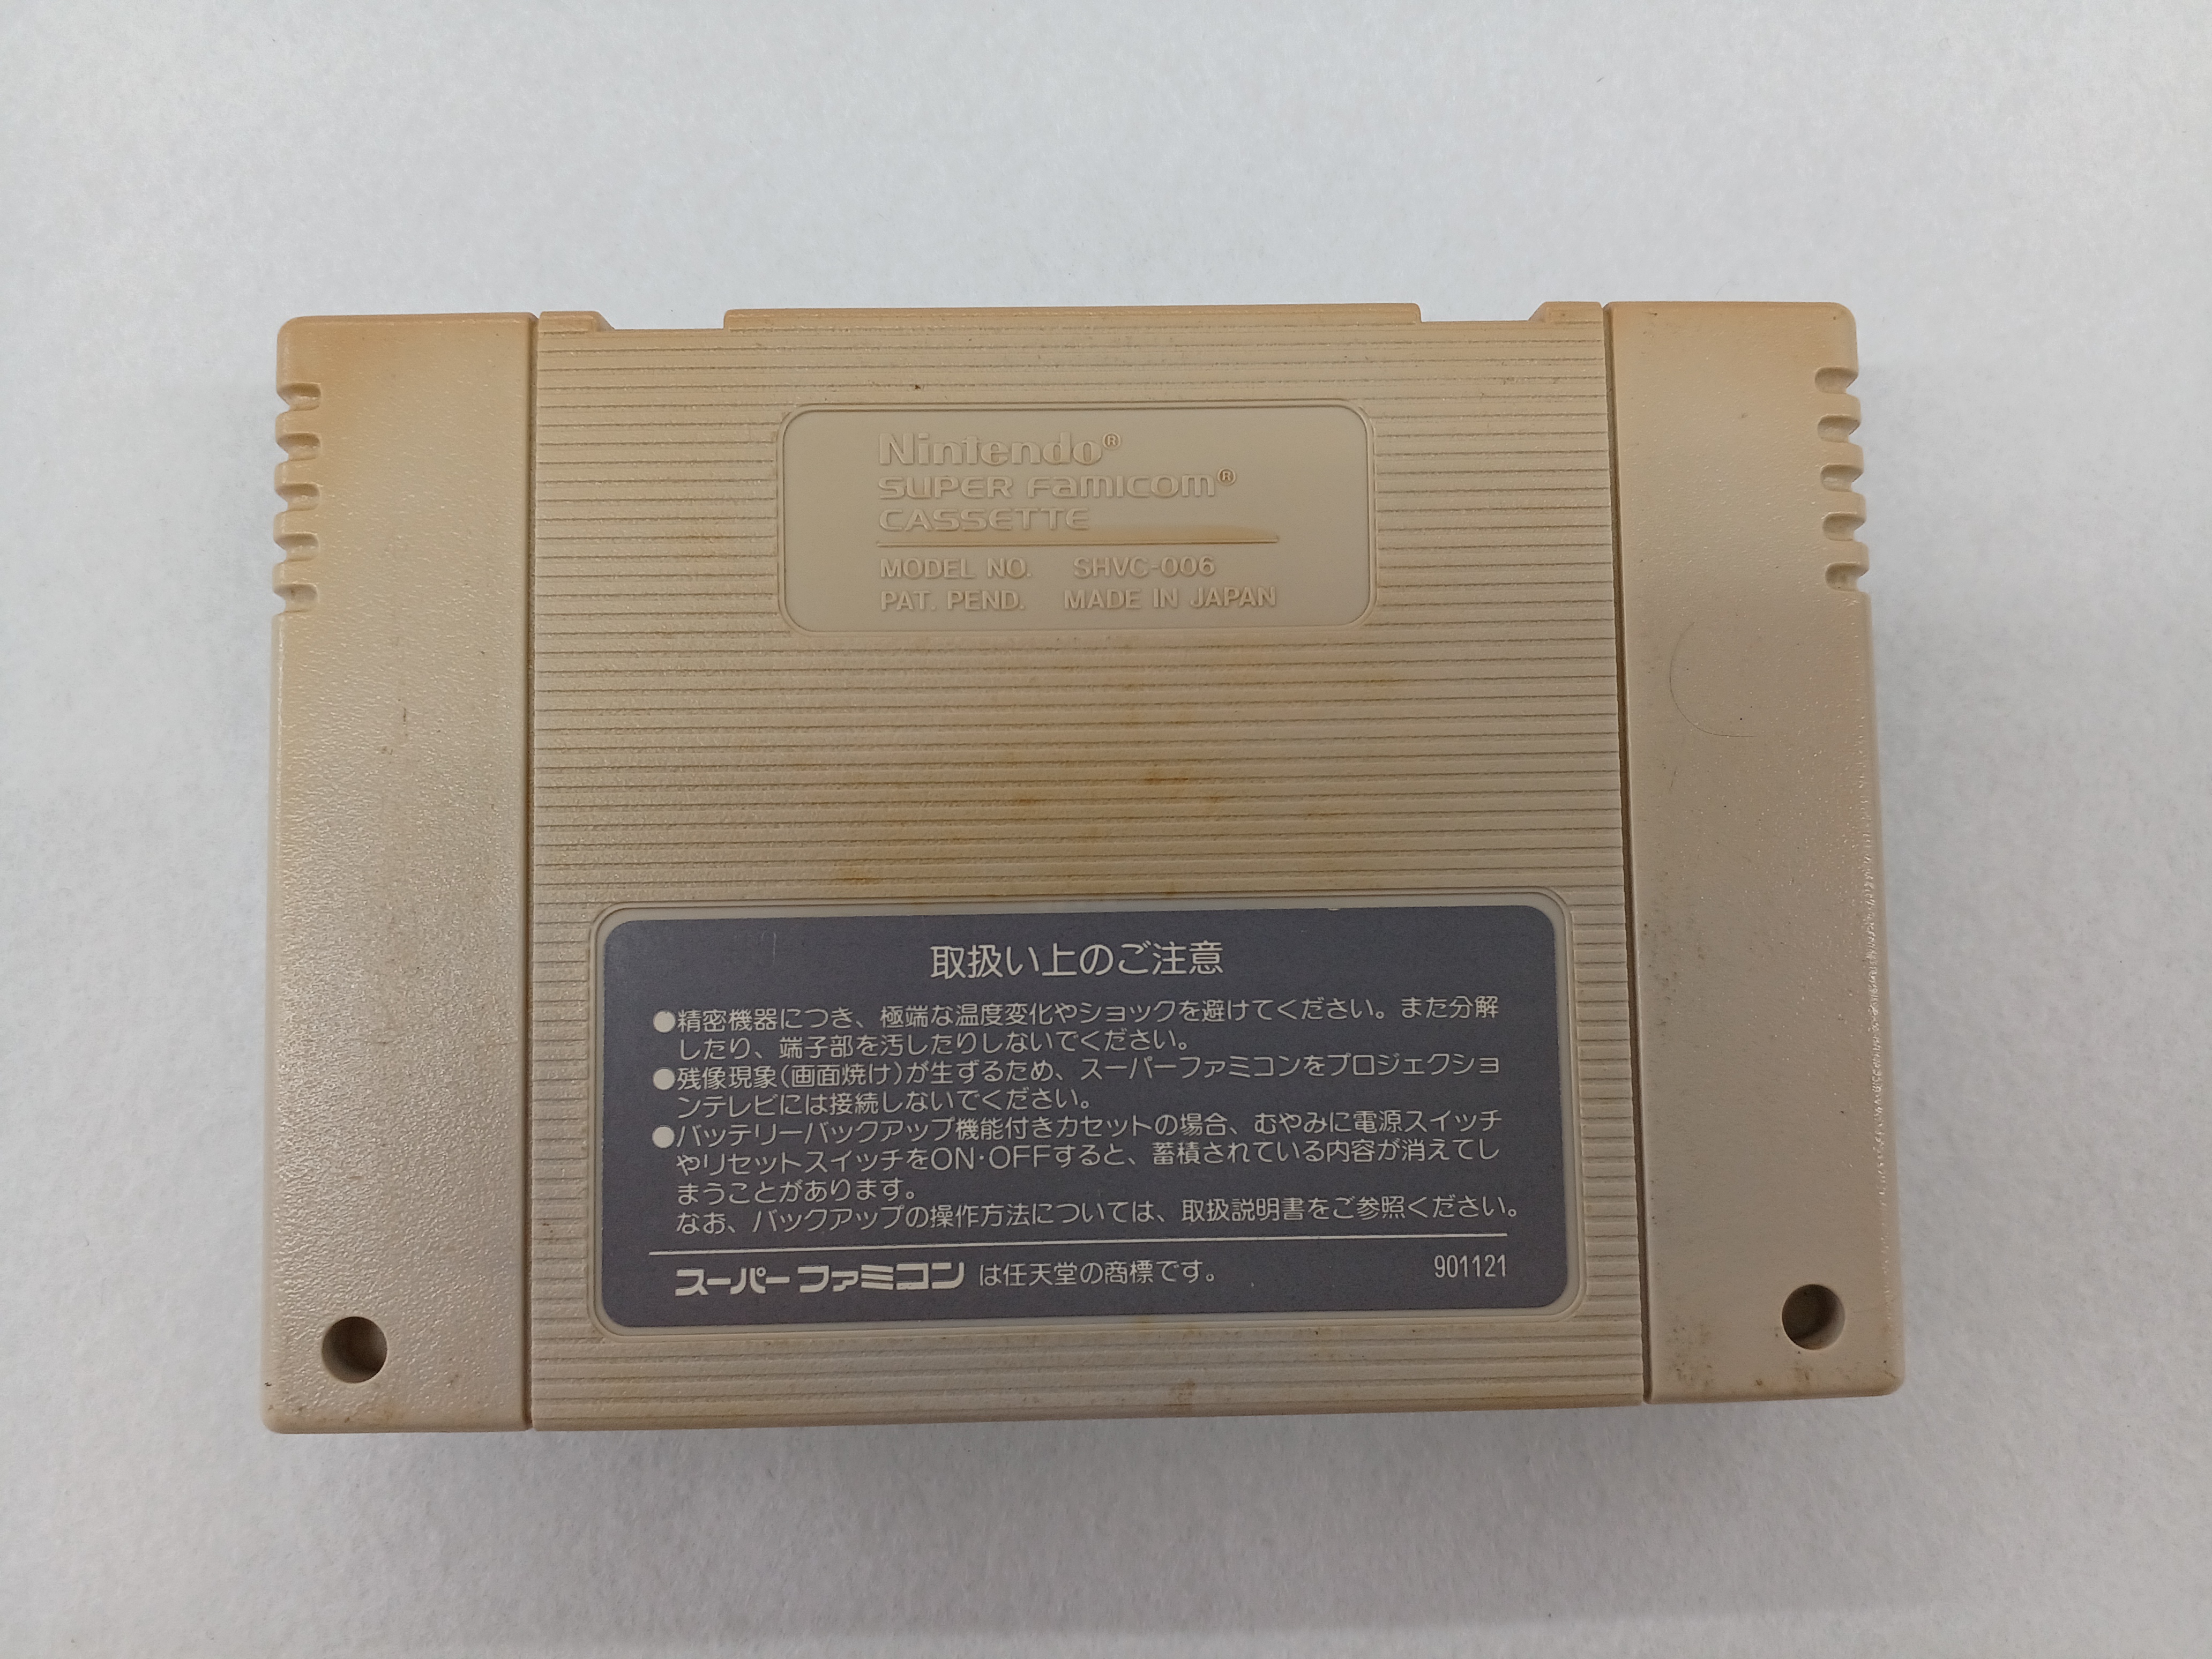 Nintendo®
SUPER FAMICOM®
CASSETTE
MODEL NO. SHVC-006
PAT. PEND. MADE IN JAPAN
取扱い上のご注意
●精密機器につき、極端な温度変化やショックを避けてください。また分解
したり、端子部を汚したりしないでください。
●残像現象(画面焼け)が生ずるため、スーパーファミコンをプロジェクショ
ンテレビには接続しないでください。
●バッテリーバックアップ機能付きカセットの場合、むやみに電源スイッチ
やリセットスイッチをON·OFFすると、蓄積されている内容が消えてし
まうことがあります。
なお、バックアップの操作方法については、取扱説明書をご参照ください。
スーパーファミコン は任天堂の商標です。 901121